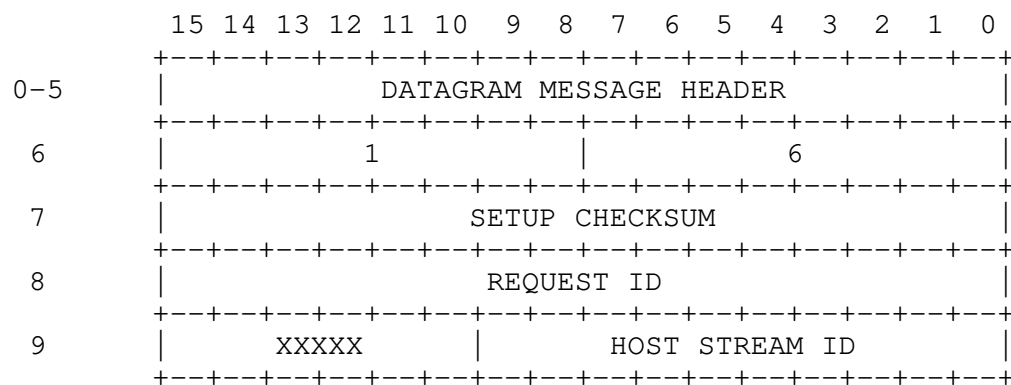 15 14 13 12 11 10 9 8 7 6 5 4 3 2 1 0
+--+--+--+--+--+--+--+--+--+--+--+--+--+--+--+--+
0-5 | DATAGRAM MESSAGE HEADER |
+--+--+--+--+--+--+--+--+--+--+--+--+--+--+--+--+
6 | 1 | 6 |
+--+--+--+--+--+--+--+--+--+--+--+--+--+--+--+--+
7 | SETUP CHECKSUM |
+--+--+--+--+--+--+--+--+--+--+--+--+--+--+--+--+
8 | REQUEST ID |
+--+--+--+--+--+--+--+--+--+--+--+--+--+--+--+--+
9 | XXXXX | HOST STREAM ID |
+--+--+--+--+--+--+--+--+--+--+--+--+--+--+--+--+